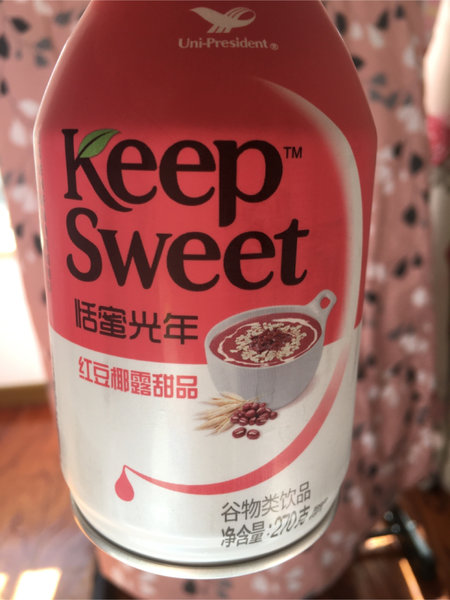 Uni-President®
Keep™
Sweet
恬蜜光年
红豆椰露甜品
谷物类饮品
净含量:270克